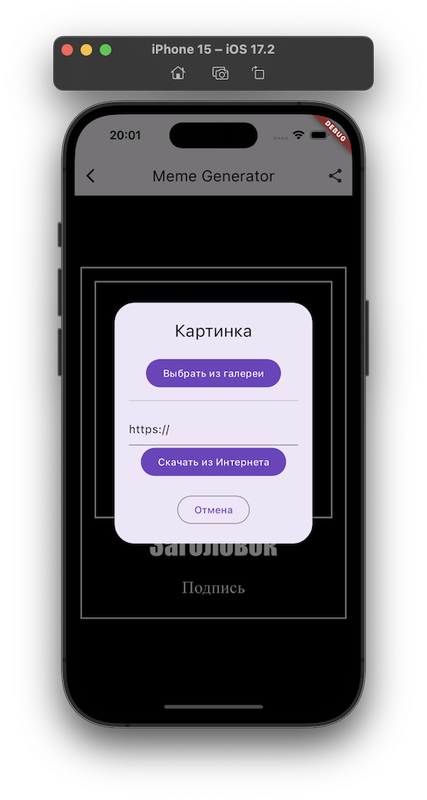 iPhone 15 – iOS 17.2
20:01
DEBUG
Meme Generator
Картинка
Выбрать из галереи
https://
Скачать из Интернета
Отмена
Заголовок
Подпись